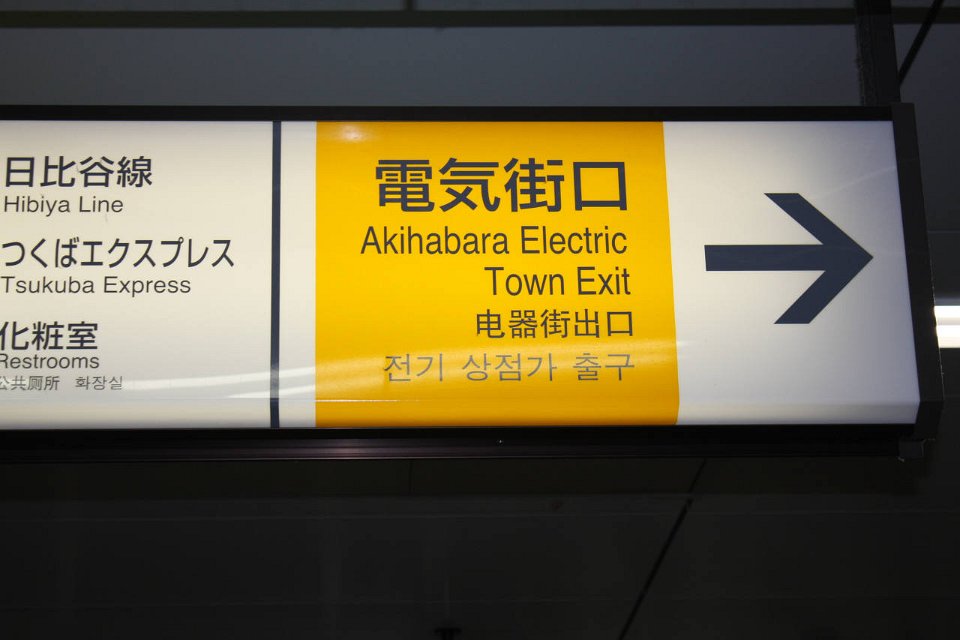 日比谷線
Hibiya Line
つくばエクスプレス
Tsukuba Express
化粧室
Restrooms
公共厕所 화장실
電気街口
Akihabara Electric
Town Exit
电器街出口
전기 상점가 출구